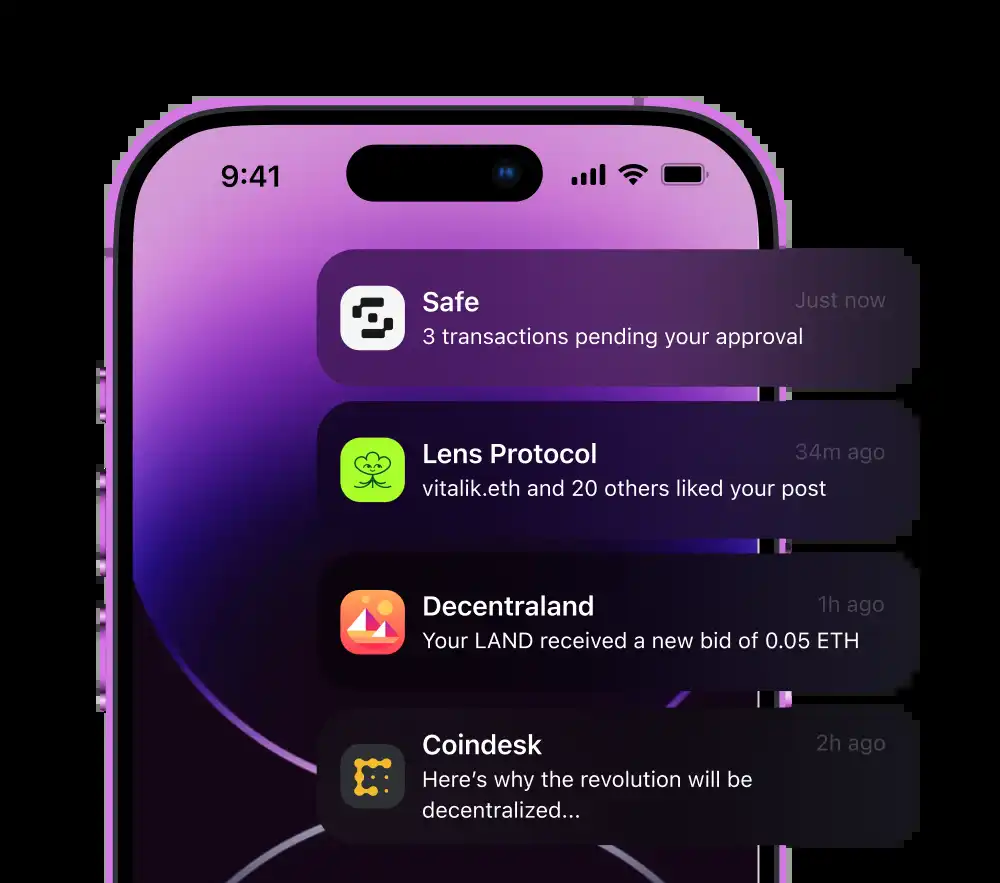 9:41
Safe
Just now
3 transactions pending your approval
Lens Protocol
34m ago
vitalik.eth and 20 others liked your post
Decentraland
1h ago
Your LAND received a new bid of 0.05 ETH
Coindesk
2h ago
Here’s why the revolution will be
decentralized...